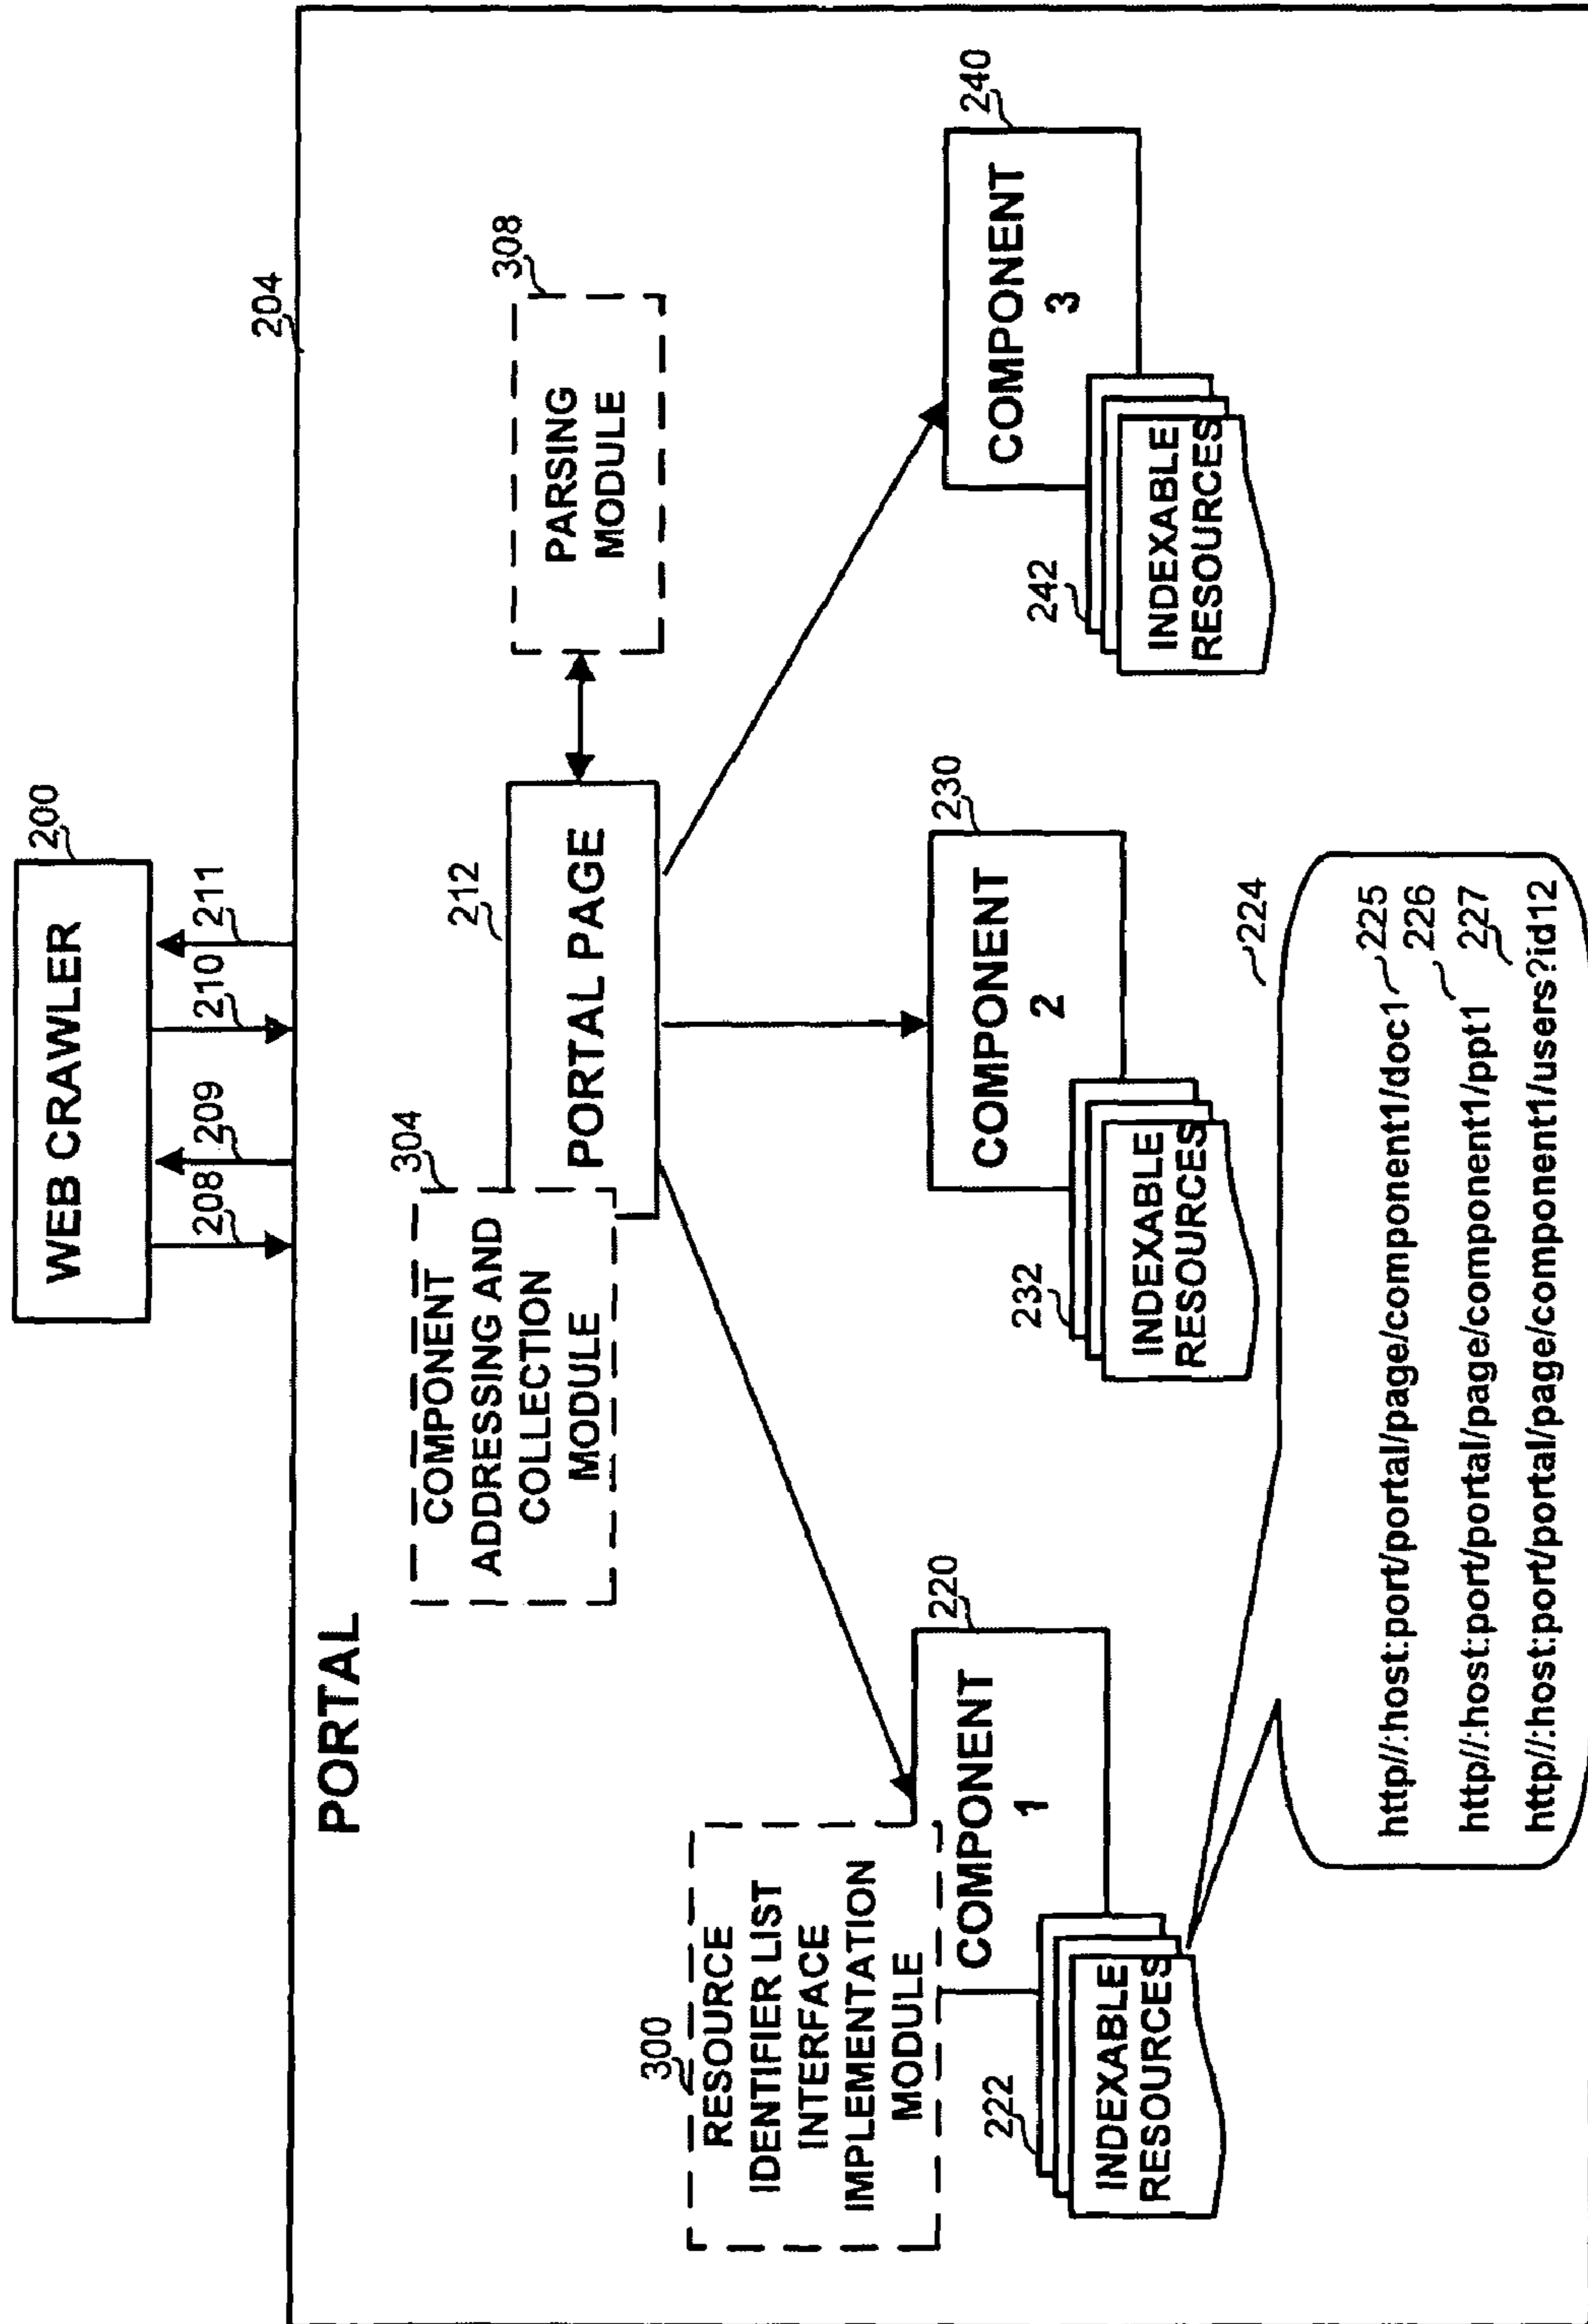 WEB CRAWLER
200
208
209
210
211
204
PORTAL
304
COMPONENT
ADDRESSING AND
COLLECTION
MODULE
212
PORTAL PAGE
308
PARSING
MODULE
300
RESOURCE
IDENTIFIER LIST
INTERFACE
IMPLEMENTATION
MODULE
220
COMPONENT
1
222
INDEXABLE
RESOURCES
230
COMPONENT
2
232
INDEXABLE
RESOURCES
240
COMPONENT
3
242
INDEXABLE
RESOURCES
224
http//:host:port/portal/page/component1/doc1 225
226
http//:host:port/portal/page/component1/ppt1
227
http//:host:port/portal/page/component1/users?id12